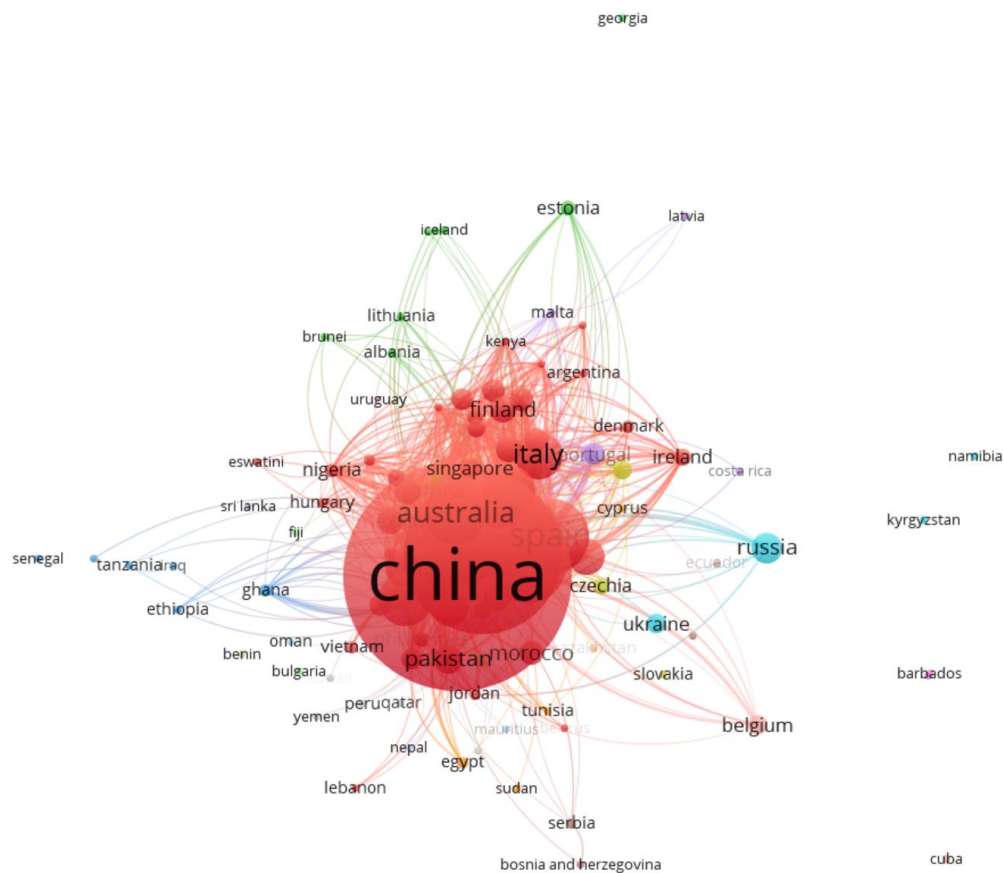 georgia
estonia
latvia
iceland
malta
lithuania
brunei
kenya
albania
argentina
uruguay
finland
denmark
italy
portugal
ireland
namibia
eswatini
nigeria
singapore
costa rica
hungary
sri lanka
australia
cyprus
kyrgyzstan
fiji
spain
russia
senegal
tanzania
iraq
ecuador
china
czechia
ghana
ethiopia
ukraine
oman
vietnam
benin
pakistan
morocco
kazakhstan
bulgaria
slovakia
barbados
jordan
peru
qatar
yemen
tunisia
mauritius
belarus
belgium
nepal
egypt
lebanon
sudan
serbia
bosnia and herzegovina
cuba